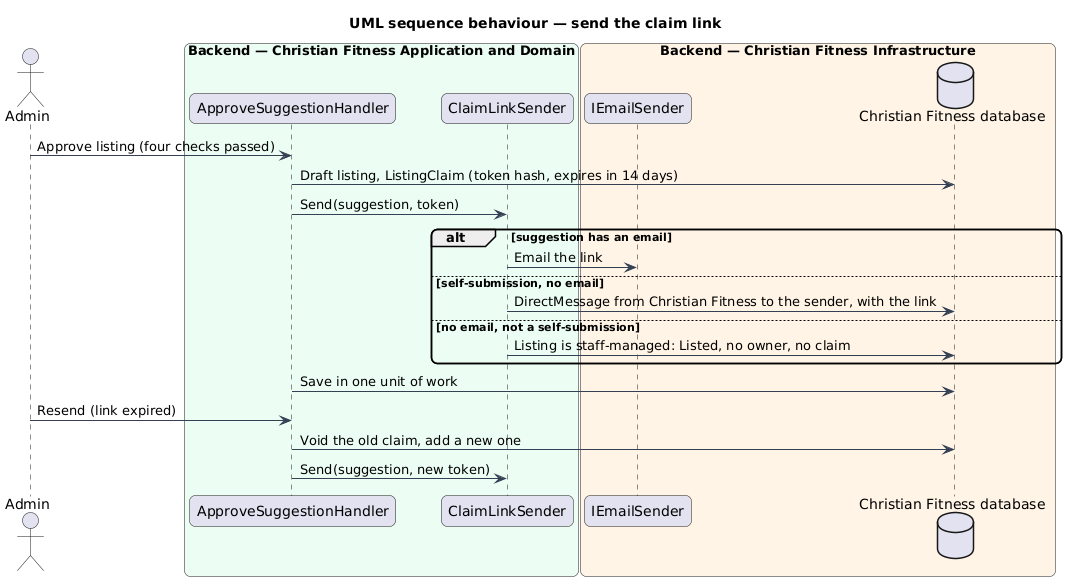 UML sequence behaviour — send the claim link
Backend — Christian Fitness Application and Domain
Backend — Christian Fitness Infrastructure
Admin
ApproveSuggestionHandler
ClaimLinkSender
IEmailSender
Christian Fitness database
Approve listing (four checks passed)
Draft listing, ListingClaim (token hash, expires in 14 days)
Send(suggestion, token)
alt
[suggestion has an email]
Email the link
[self-submission, no email]
DirectMessage from Christian Fitness to the sender, with the link
[no email, not a self-submission]
Listing is staff-managed: Listed, no owner, no claim
Save in one unit of work
Resend (link expired)
Void the old claim, add a new one
Send(suggestion, new token)
Admin
ApproveSuggestionHandler
ClaimLinkSender
IEmailSender
Christian Fitness database